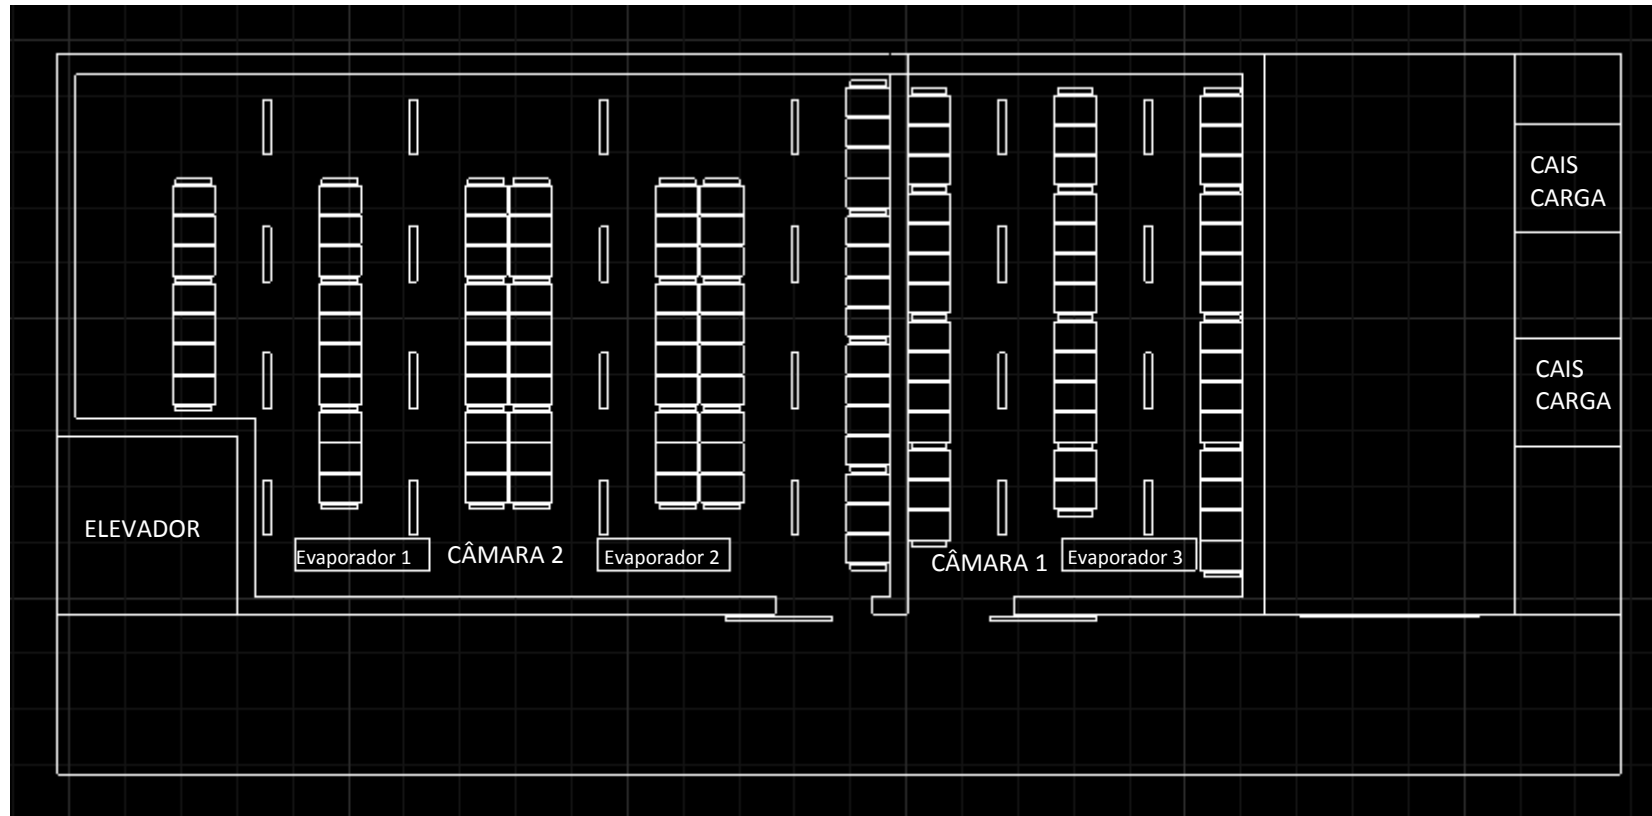 CAIS
CARGA
CAIS
CARGA
ELEVADOR
Evaporador 1
CÂMARA 2
Evaporador 2
CÂMARA 1
Evaporador 3